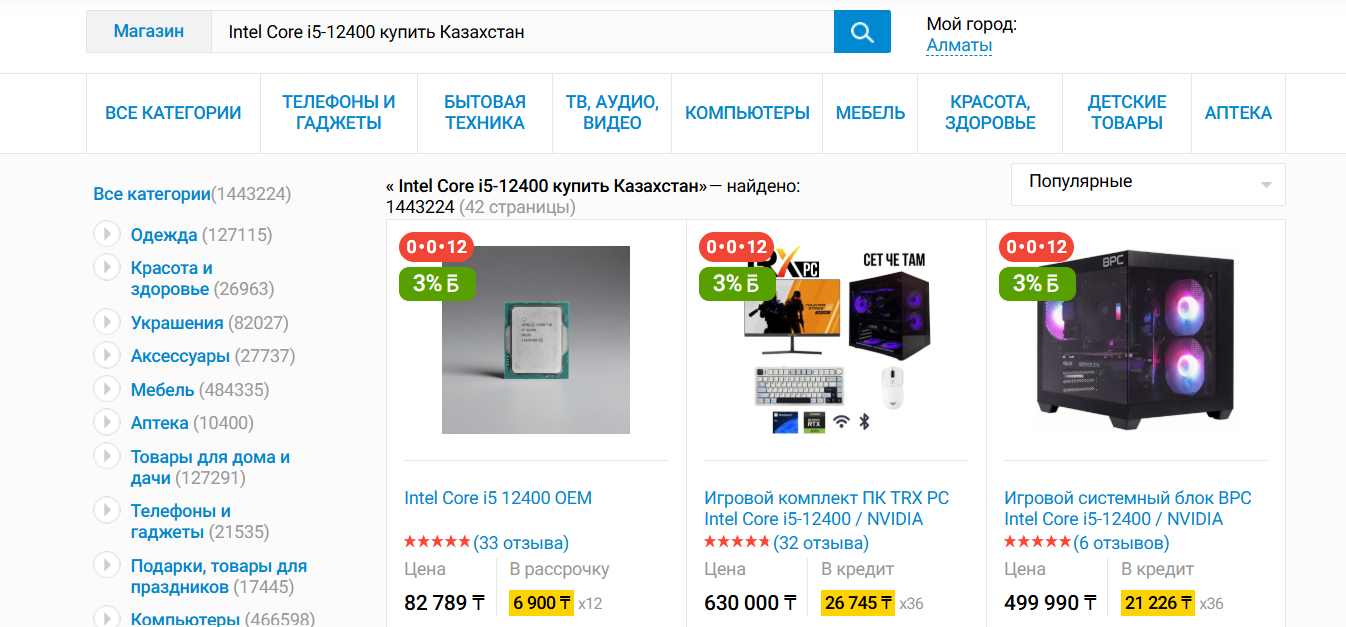 Магазин
Intel Core i5-12400 купить Казахстан
Мой город:
Алматы
ВСЕ КАТЕГОРИИ
ТЕЛЕФОНЫ И
ГАДЖЕТЫ
БЫТОВАЯ
ТЕХНИКА
ТВ, АУДИО,
ВИДЕО
КОМПЬЮТЕРЫ
МЕБЕЛЬ
КРАСОТА,
ЗДОРОВЬЕ
ДЕТСКИЕ
ТОВАРЫ
АПТЕКА
Все категории(1443224)
Одежда (127115)
Красота и
здоровье (26963)
Украшения (82027)
Аксессуары (27737)
Мебель (484335)
Аптека (10400)
Товары для дома и
дачи (127291)
Телефоны и
гаджеты (21535)
Подарки, товары для
праздников (17445)
Компьютеры (466598)
« Intel Core i5-12400 купить Казахстан»— найдено:
1443224 (42 страницы)
Популярные
0·0·12
3% Б
Intel Core i5 12400 OEM
(33 отзыва)
Цена
В рассрочку
82 789 ₸
6 900 ₸ x12
0·0·12
3% Б
RX PC
СЕТ ЧЕ ТАМ
RTX
Игровой комплект ПК TRX PC
Intel Core i5-12400 / NVIDIA
(32 отзыва)
Цена
В кредит
630 000 ₸
26 745 ₸ x36
0·0·12
3% Б
BPC
Игровой системный блок BPC
Intel Core i5-12400 / NVIDIA
(6 отзывов)
Цена
В кредит
499 990 ₸
21 226 ₸ x36